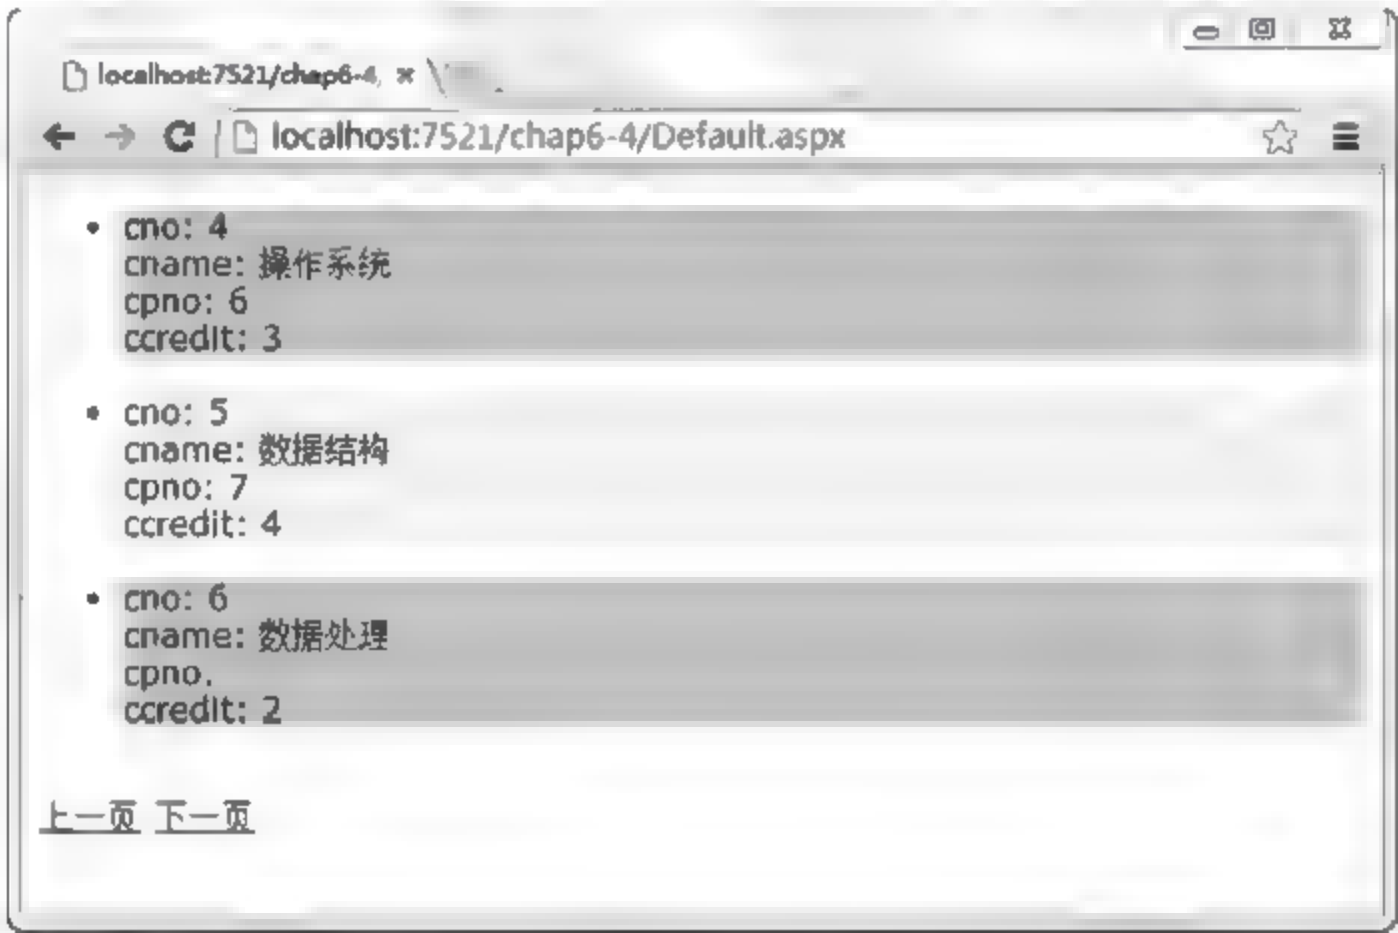 localhost:7521/chap6-4,
localhost:7521/chap6-4/Default.aspx
• cno: 4
cname: 操作系统
cpno: 6
ccredit: 3
• cno: 5
cname: 数据结构
cpno: 7
ccredit: 4
• cno: 6
cname: 数据处理
cpno.
ccredit: 2
上一页 下一页